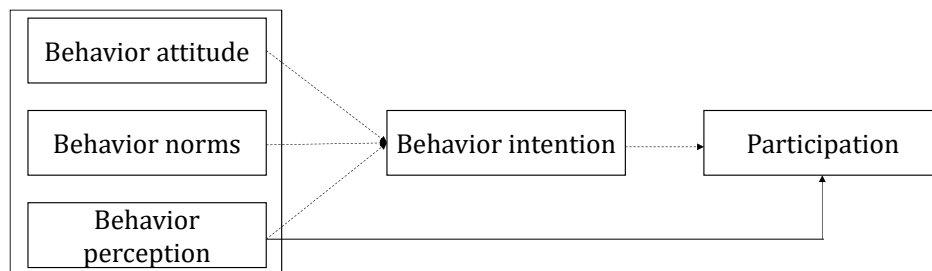 Behavior attitude
Behavior norms
Behavior intention
Participation
Behavior
perception